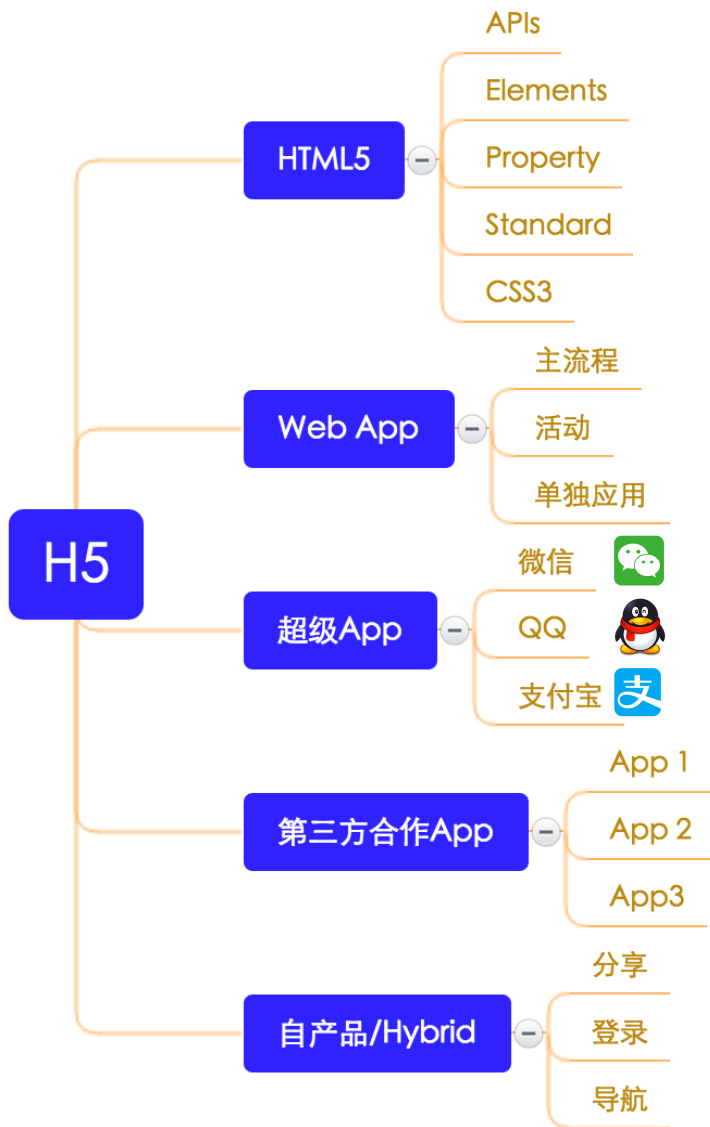 H5
HTML5
APIs
Elements
Property
Standard
CSS3
Web App
主流程
活动
单独应用
超级App
微信
QQ
支付宝
支
第三方合作App
App 1
App 2
App3
自产品/Hybrid
分享
登录
导航